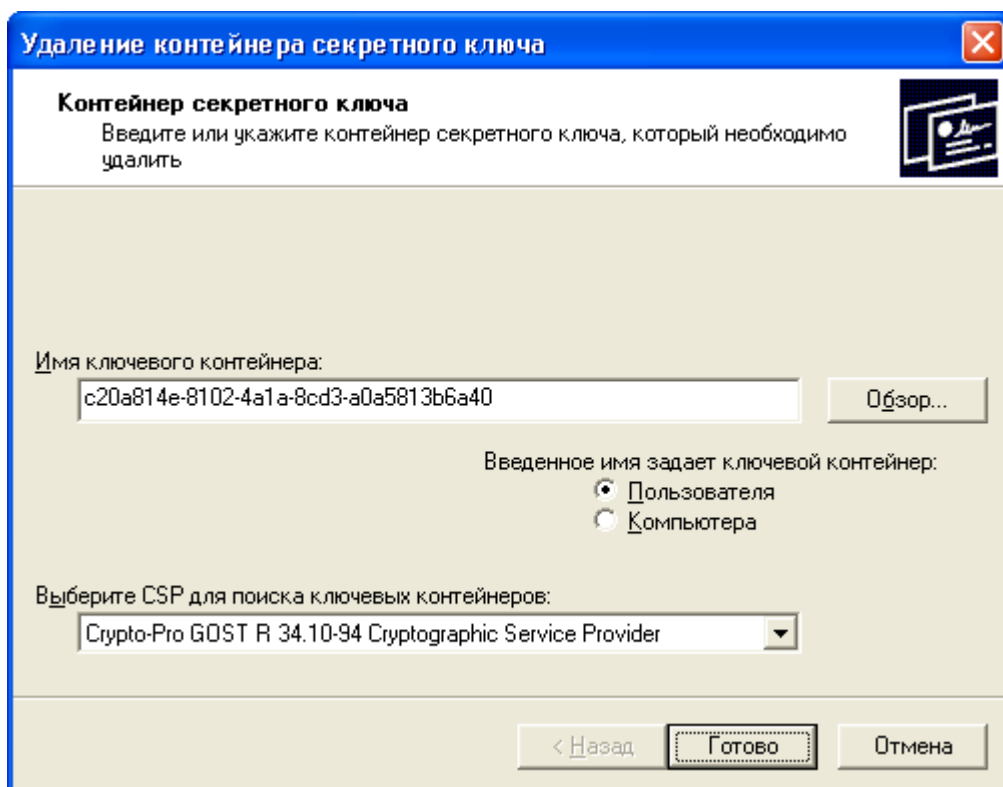 Удаление контейнера секретного ключа
Контейнер секретного ключа
Введите или укажите контейнер секретного ключа, который необходимо
удалить
Имя ключевого контейнера:
c20a814e-8102-4a1a-8cd3-a0a5813b6a40
Обзор...
Введенное имя задает ключевой контейнер:
Пользователя
Компьютера
Выберите CSP для поиска ключевых контейнеров:
Crypto-Pro GOST R 34.10-94 Cryptographic Service Provider
< Назад
Готово
Отмена